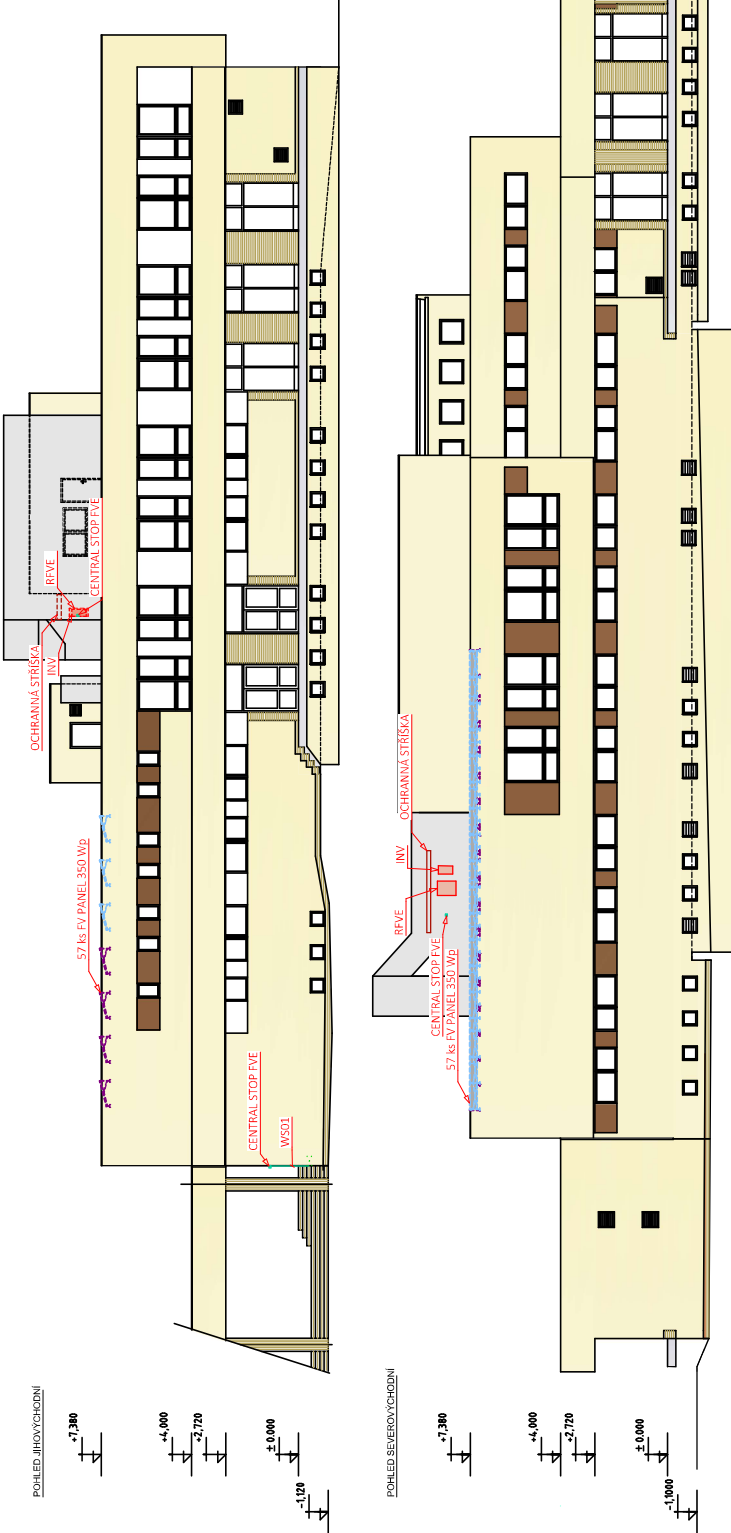 POHLED JIHOVÝCHODNÍ
+7,380
+4,000
+2,720
± 0.000
-1,120
57 ks FV PANEL 350 Wp
OCHRANNÁ STŘÍŠKA
INV
RFVE
CENTRAL STOP FVE
CENTRAL STOP FVE
WS01
POHLED SEVEROVÝCHODNÍ
+7,380
+4,000
+2,720
± 0.000
-1,1000
OCHRANNÁ STŘÍŠKA
INV
RFVE
CENTRAL STOP FVE
57 ks FV PANEL 350 Wp